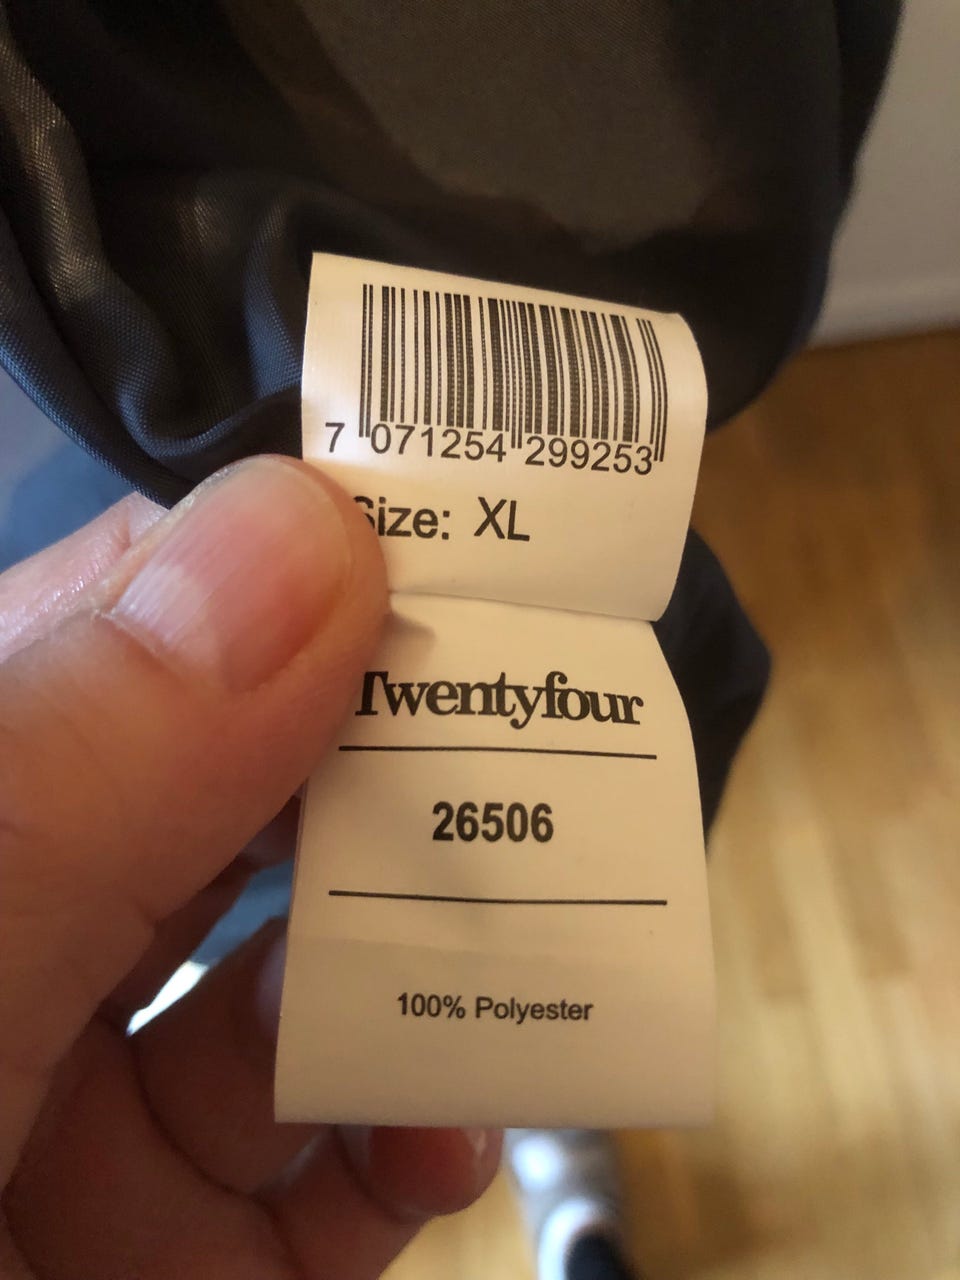 7 071254 299253
Size: XL
Twentyfour
26506
100% Polyester